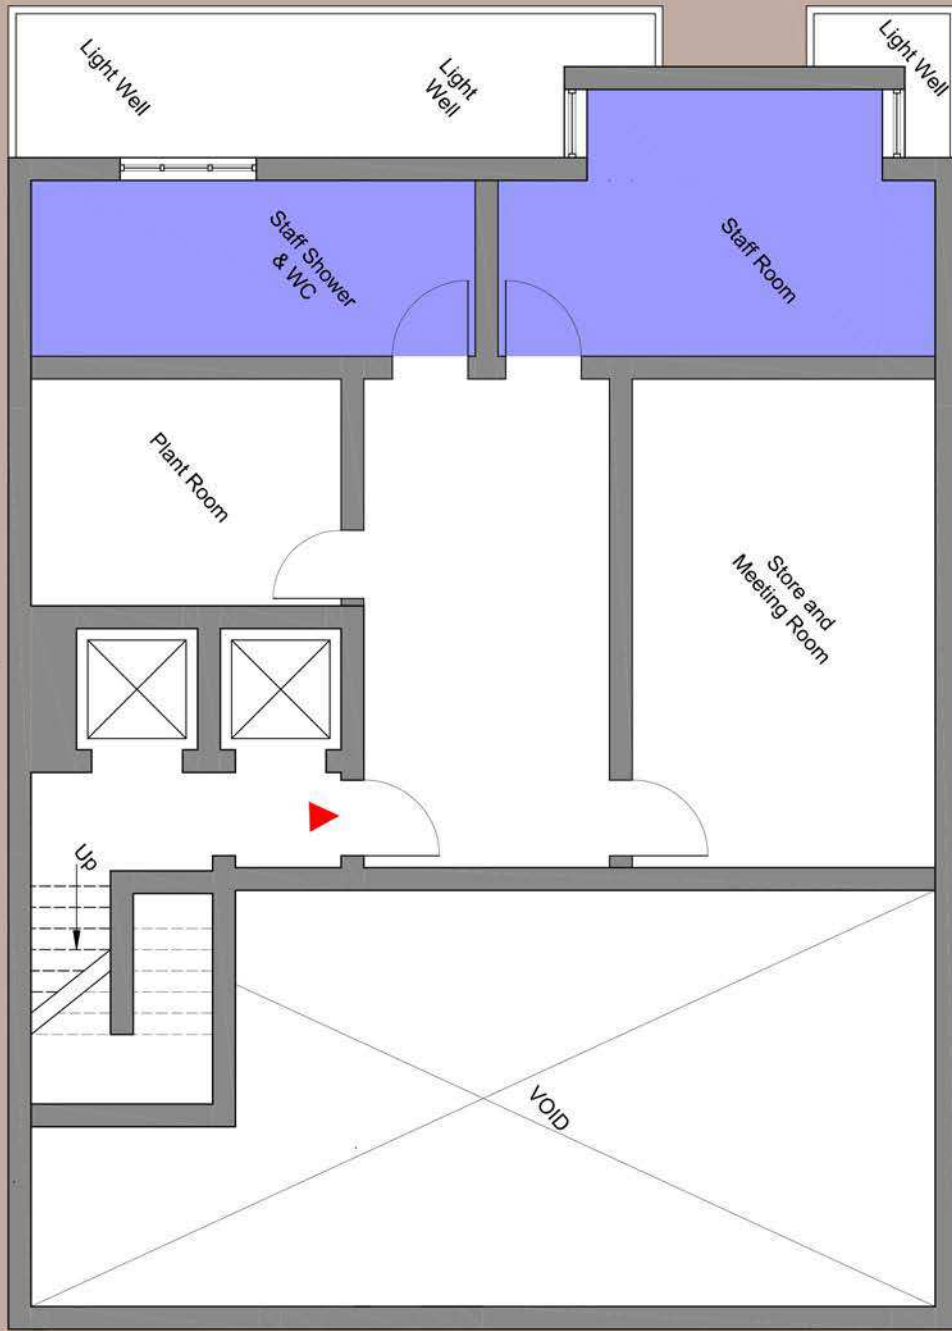 Light Well
Light
Well
Light Well
Staff Shower
& WC
Staff Room
Plant Room
Store and
Meeting Room
Up
VOID